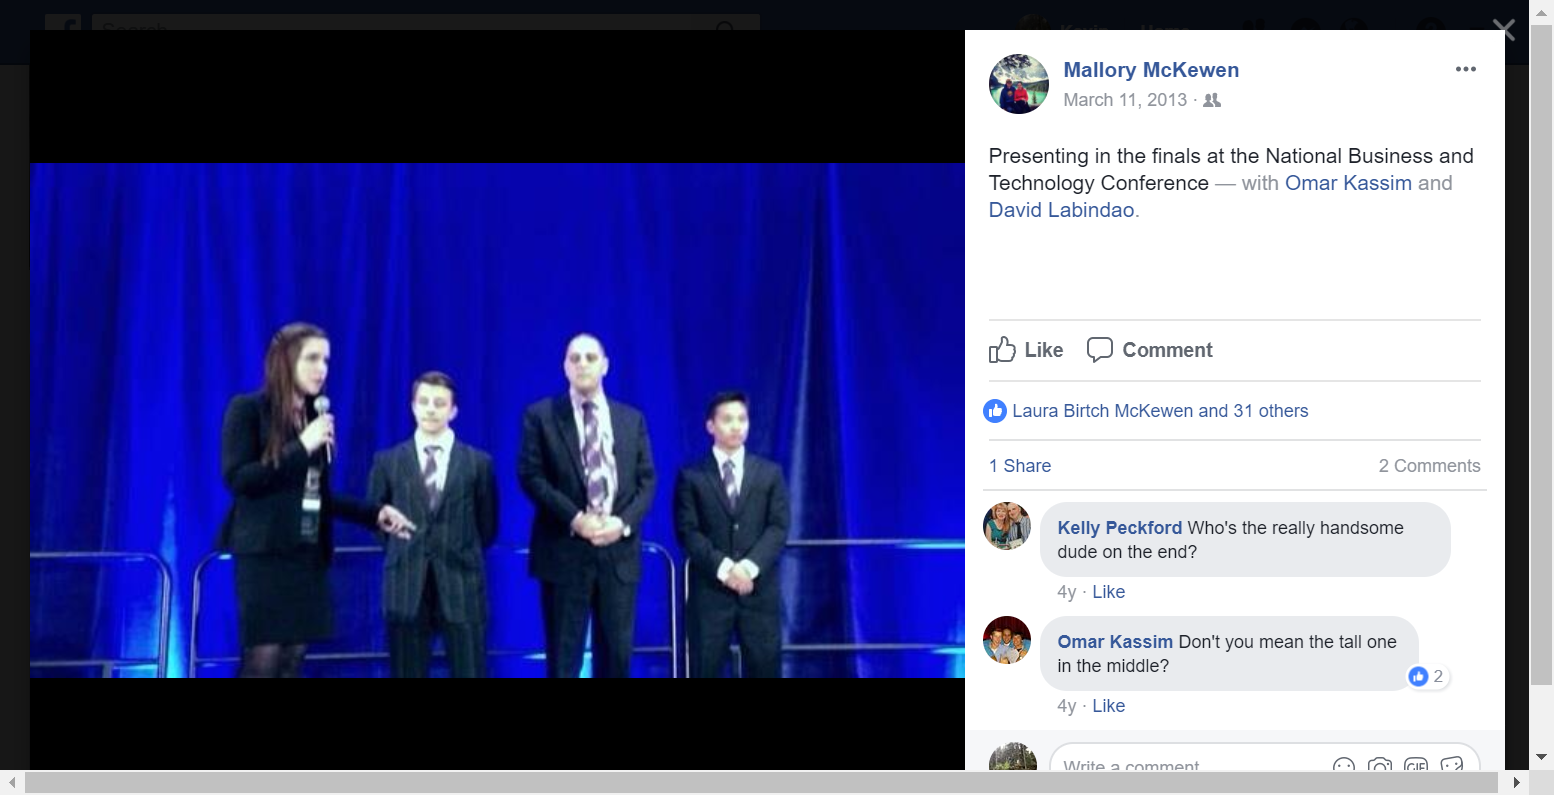 Search
Mallory McKewen
March 11, 2013 ·
Presenting in the finals at the National Business and
Technology Conference — with Omar Kassim and
David Labindao.
Like Comment
Laura Birtch McKewen and 31 others
1 Share 2 Comments
Kelly Peckford Who's the really handsome
dude on the end?
4y · Like
Omar Kassim Don't you mean the tall one
in the middle?
2
4y · Like
Write a comment
GIF